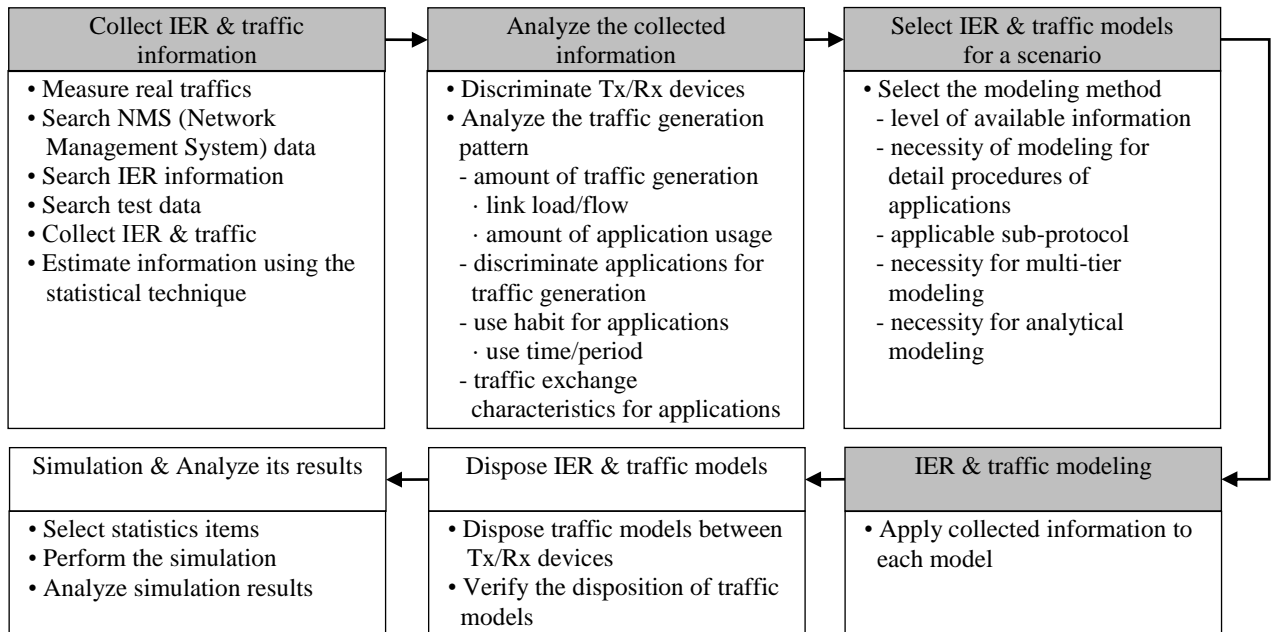 Collect IER & traffic
information
• Measure real traffics
• Search NMS (Network
Management System) data
• Search IER information
• Search test data
• Collect IER & traffic
• Estimate information using the
statistical technique
Analyze the collected
information
• Discriminate Tx/Rx devices
• Analyze the traffic generation
pattern
- amount of traffic generation
· link load/flow
· amount of application usage
- discriminate applications for
traffic generation
- use habit for applications
· use time/period
- traffic exchange
characteristics for applications
Select IER & traffic models
for a scenario
• Select the modeling method
- level of available information
- necessity of modeling for
detail procedures of
applications
- applicable sub-protocol
- necessity for multi-tier
modeling
- necessity for analytical
modeling
IER & traffic modeling
• Apply collected information to
each model
Dispose IER & traffic models
• Dispose traffic models between
Tx/Rx devices
• Verify the disposition of traffic
models
Simulation & Analyze its results
• Select statistics items
• Perform the simulation
• Analyze simulation results